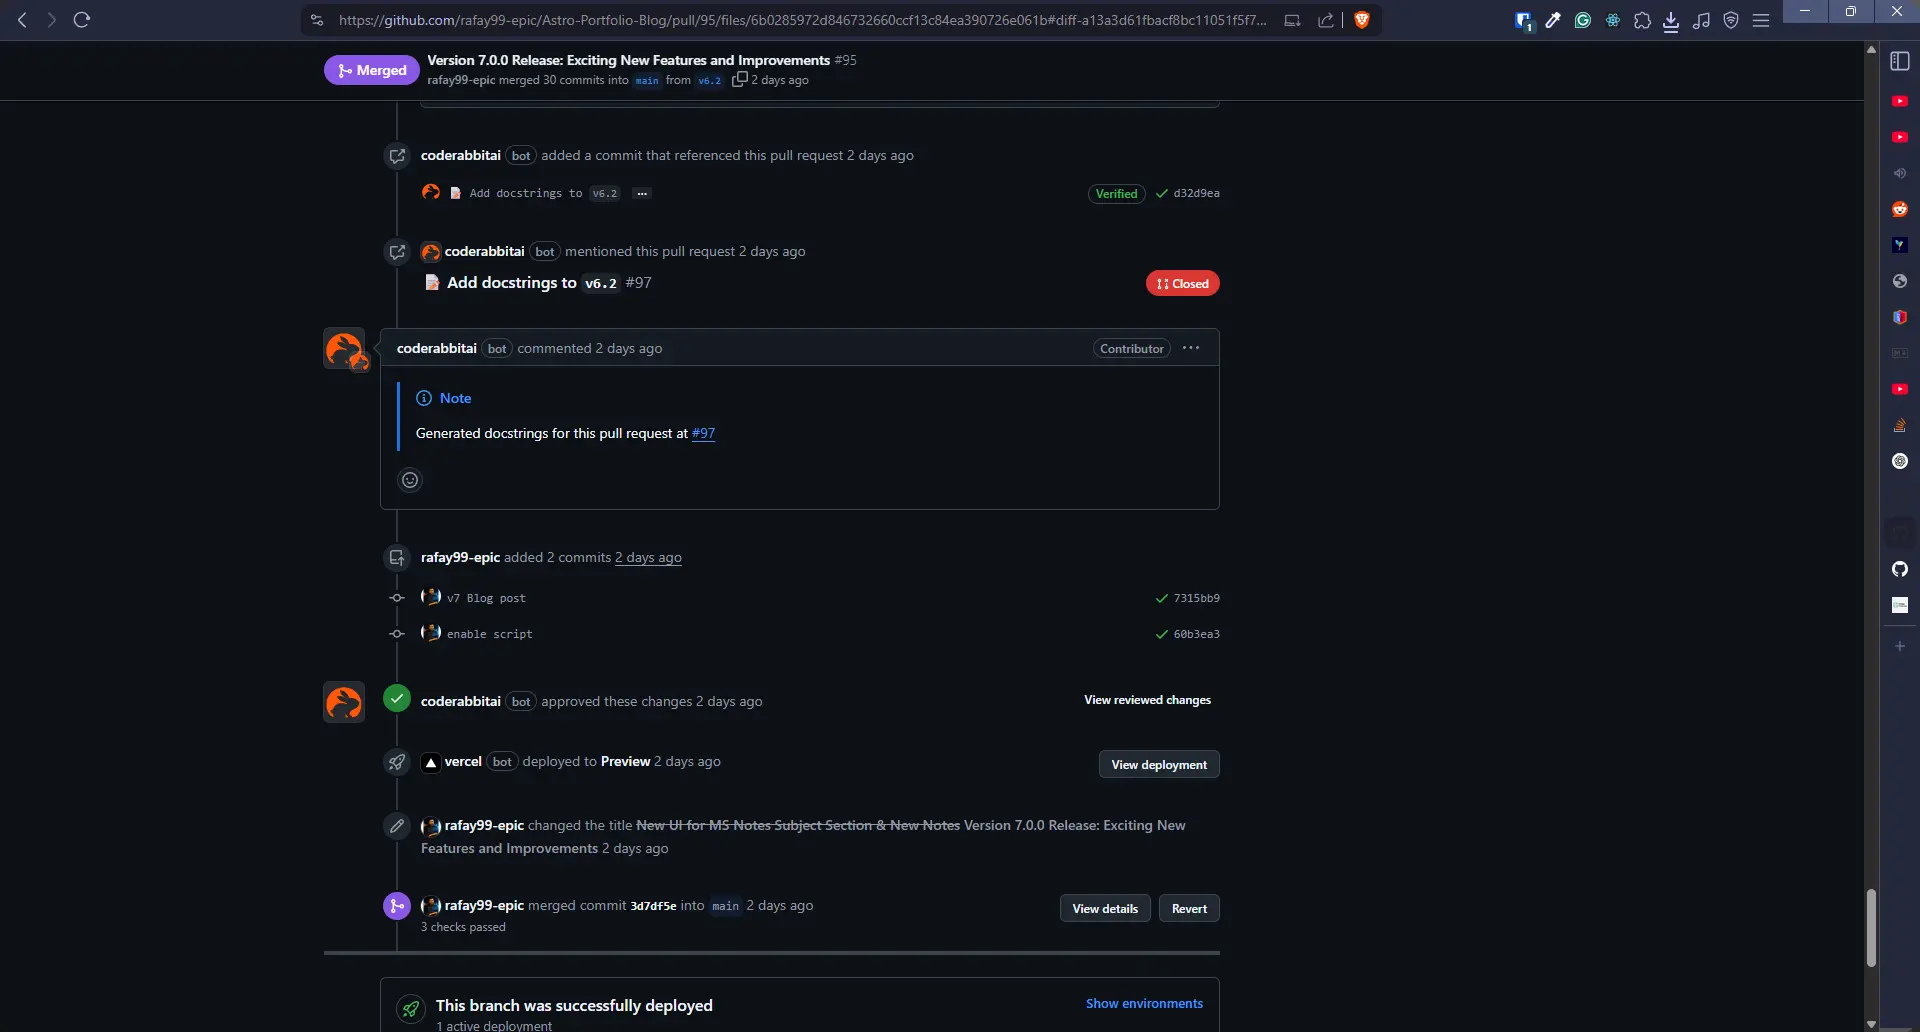 https://github.com/rafay99-epic/Astro-Portfolio-Blog/pull/95/files/6b0285972d846732660ccf13c84ea390726e061b#diff-a13a3d61fbacf8bc11051f5f7...
1
Merged
Version 7.0.0 Release: Exciting New Features and Improvements #95
rafay99-epic merged 30 commits into main from v6.2 2 days ago
coderabbitai bot added a commit that referenced this pull request 2 days ago
Add docstrings to v6.2 ... Verified d32d9ea
coderabbitai bot mentioned this pull request 2 days ago
Add docstrings to v6.2 #97 Closed
coderabbitai bot commented 2 days ago Contributor ...
Note
Generated docstrings for this pull request at #97
rafay99-epic added 2 commits 2 days ago
v7 Blog post 7315bb9
enable script 60b3ea3
coderabbitai bot approved these changes 2 days ago View reviewed changes
vercel bot deployed to Preview 2 days ago View deployment
rafay99-epic changed the title New UI for MS Notes Subject Section & New Notes Version 7.0.0 Release: Exciting New
Features and Improvements 2 days ago
rafay99-epic merged commit 3d7df5e into main 2 days ago View details Revert
3 checks passed
This branch was successfully deployed Show environments
1 active deployment